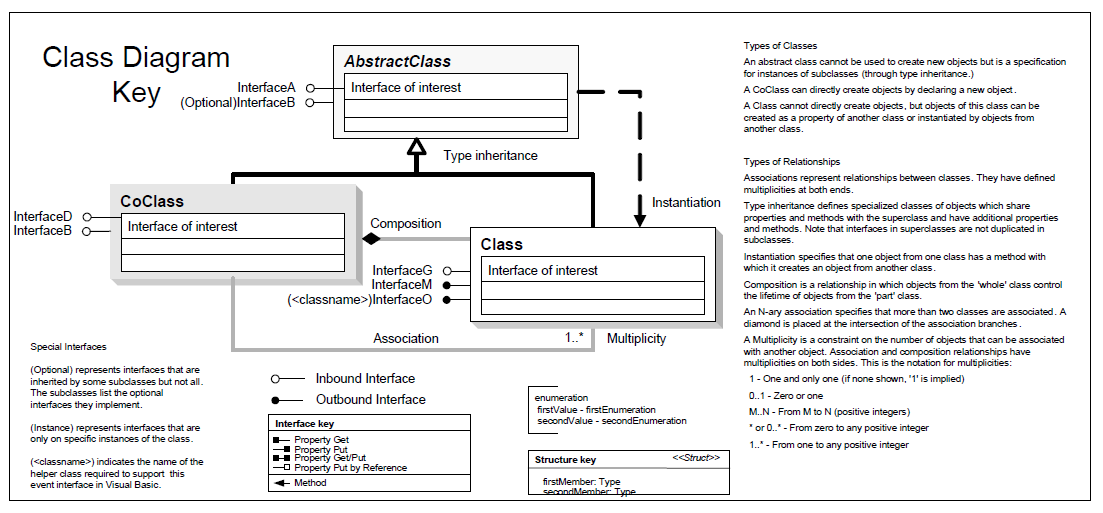 Class Diagram
Key
AbstractClass
Interface of interest
InterfaceA
(Optional)InterfaceB
Type inheritance
CoClass
Interface of interest
InterfaceD
InterfaceB
Composition
Instantiation
Class
Interface of interest
InterfaceG
InterfaceM
(<classname>)InterfaceO
Association
1..*
Multiplicity
Special Interfaces
(Optional) represents interfaces that are
inherited by some subclasses but not all.
The subclasses list the optional
interfaces they implement.
(Instance) represents interfaces that are
only on specific instances of the class.
(<classname>) indicates the name of the
helper class required to support this
event interface in Visual Basic.
Inbound Interface
Outbound Interface
Interface key
Property Get
Property Put
Property Get/Put
Property Put by Reference
Method
enumeration
firstValue - firstEnumeration
secondValue - secondEnumeration
Structure key
<<Struct>>
firstMember: Type
secondMember: Type
Types of Classes
An abstract class cannot be used to create new objects but is a specification
for instances of subclasses (through type inheritance.)
A CoClass can directly create objects by declaring a new object.
A Class cannot directly create objects, but objects of this class can be
created as a property of another class or instantiated by objects from
another class.
Types of Relationships
Associations represent relationships between classes. They have defined
multiplicities at both ends.
Type inheritance defines specialized classes of objects which share
properties and methods with the superclass and have additional properties
and methods. Note that interfaces in superclasses are not duplicated in
subclasses.
Instantiation specifies that one object from one class has a method with
which it creates an object from another class.
Composition is a relationship in which objects from the 'whole' class control
the lifetime of objects from the 'part' class.
An N-ary association specifies that more than two classes are associated. A
diamond is placed at the intersection of the association branches.
A Multiplicity is a constraint on the number of objects that can be associated
with another object. Association and composition relationships have
multiplicities on both sides. This is the notation for multiplicities:
1 - One and only one (if none shown, '1' is implied)
0..1 - Zero or one
M..N - From M to N (positive integers)
* or 0..* - From zero to any positive integer
1..* - From one to any positive integer